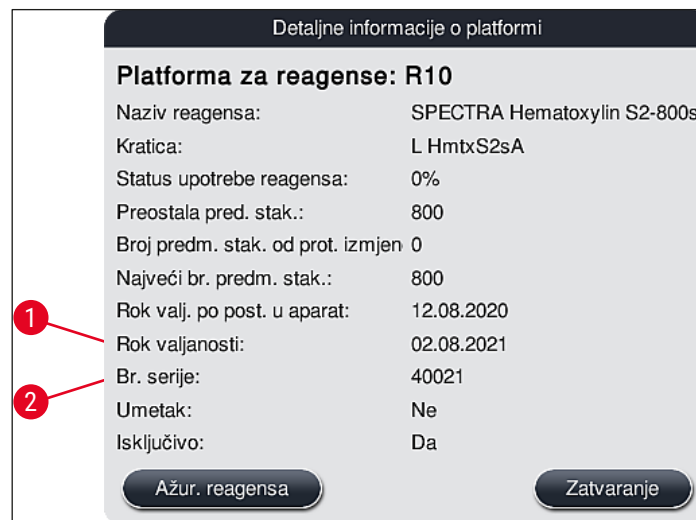 Detaljne informacije o platformi
Platforma za reagense: R10
Naziv reagensa: SPECTRA Hematoxylin S2-800s
Kratica: L HmtxS2sA
Status upotrebe reagensa: 0%
Preostala pred. stak.: 800
Broj predm. stak. od prot. izmjen 0
Najveći br. predm. stak.: 800
Rok valj. po post. u aparat: 12.08.2020
1
Rok valjanosti: 02.08.2021
Br. serije: 40021
2
Umetak: Ne
Isključivo: Da
Ažur. reagensa Zatvaranje